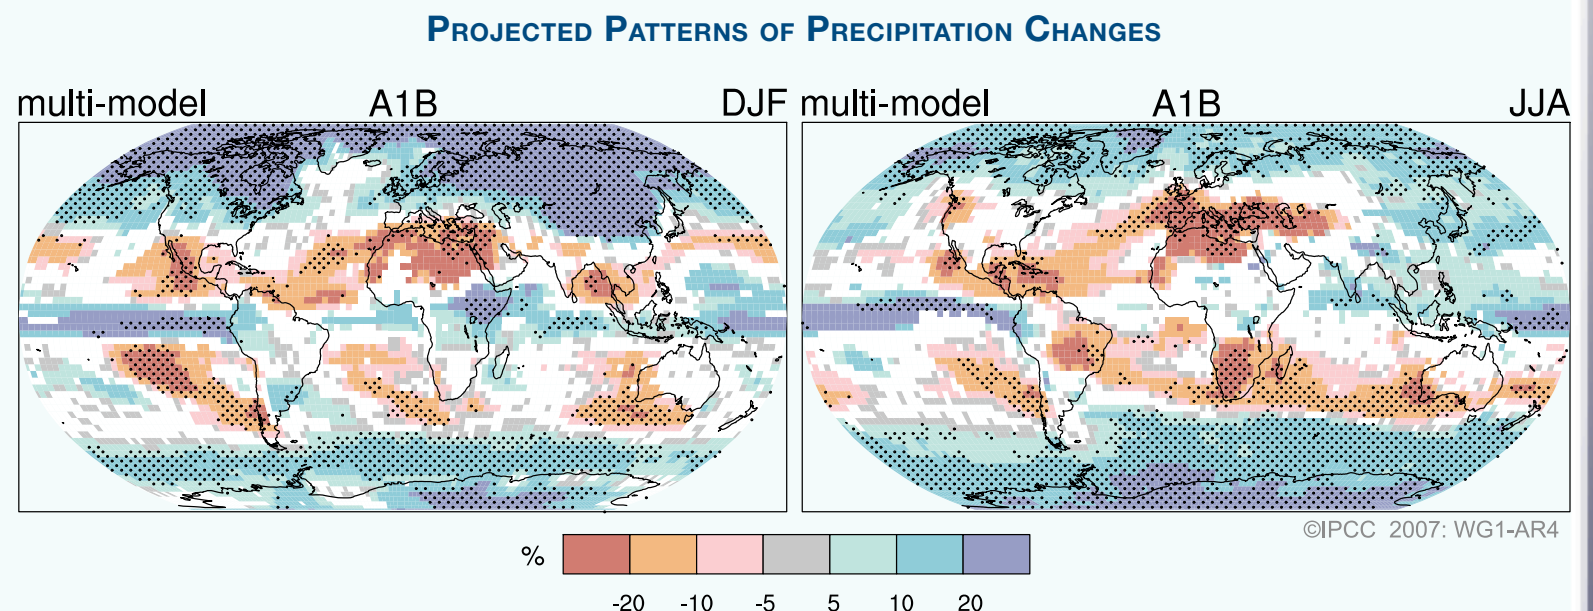 PROJECTED PATTERNS OF PRECIPITATION CHANGES
multi-model A1B DJF
multi-model A1B JJA
©IPCC 2007: WG1-AR4
%
-20 -10 -5 5 10 20